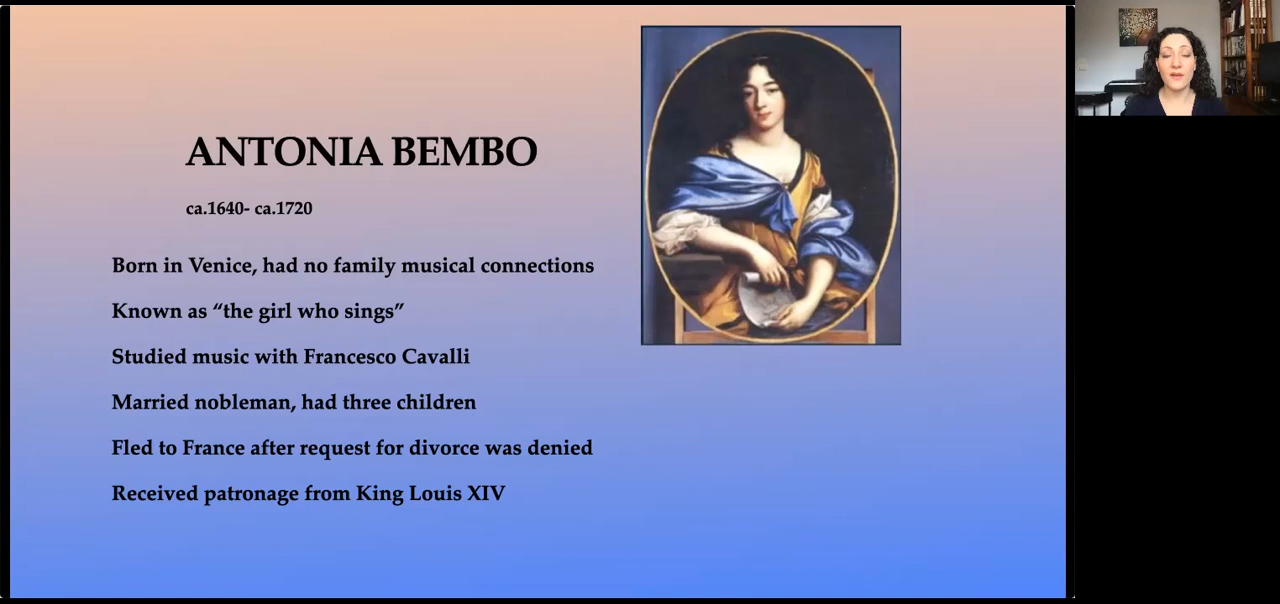 ANTONIA BEMBO
ca.1640- ca.1720
Born in Venice, had no family musical connections
Known as “the girl who sings”
Studied music with Francesco Cavalli
Married nobleman, had three children
Fled to France after request for divorce was denied
Received patronage from King Louis XIV